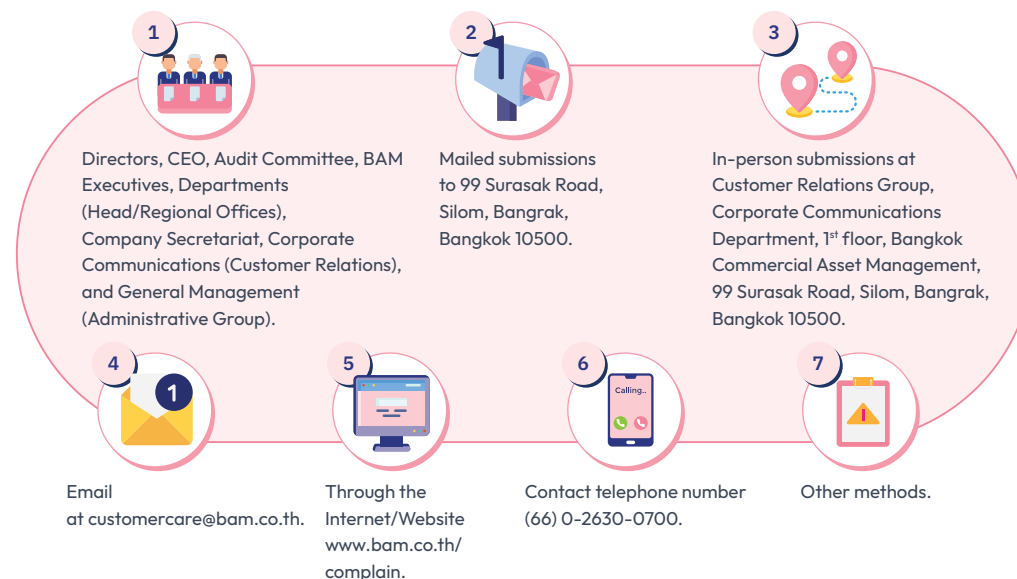 1
Directors, CEO, Audit Committee, BAM
Executives, Departments
(Head/Regional Offices),
Company Secretariat, Corporate
Communications (Customer Relations),
and General Management
(Administrative Group).
2
Mailed submissions
to 99 Surasak Road,
Silom, Bangrak,
Bangkok 10500.
3
In-person submissions at
Customer Relations Group,
Corporate Communications
Department, 1st floor, Bangkok
Commercial Asset Management,
99 Surasak Road, Silom, Bangrak,
Bangkok 10500.
4
1
Email
at customercare@bam.co.th.
5
Through the
Internet/Website
www.bam.co.th/
complain.
6
Calling..
Contact telephone number
(66) 0-2630-0700.
7
Other methods.